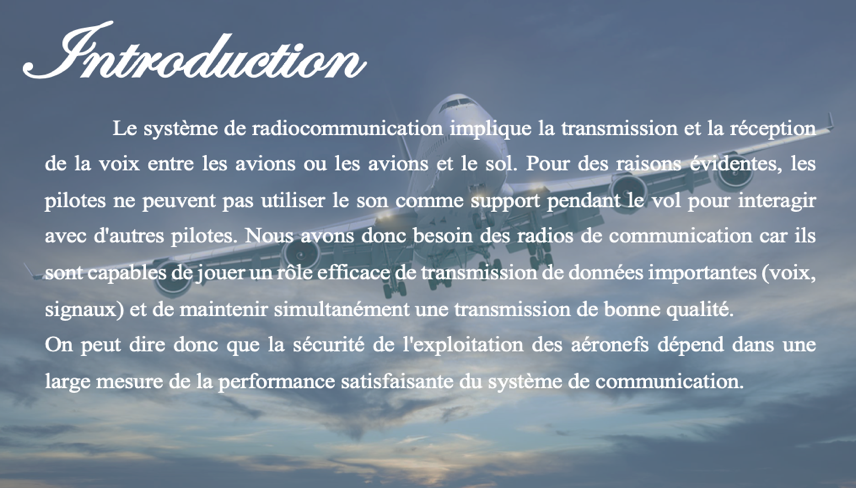 Introduction
Le système de radiocommunication implique la transmission et la réception
de la voix entre les avions ou les avions et le sol. Pour des raisons évidentes, les
pilotes ne peuvent pas utiliser le son comme support pendant le vol pour interagir
avec d'autres pilotes. Nous avons donc besoin des radios de communication car ils
sont capables de jouer un rôle efficace de transmission de données importantes (voix,
signaux) et de maintenir simultanément une transmission de bonne qualité.
On peut dire donc que la sécurité de l'exploitation des aéronefs dépend dans une
large mesure de la performance satisfaisante du système de communication.